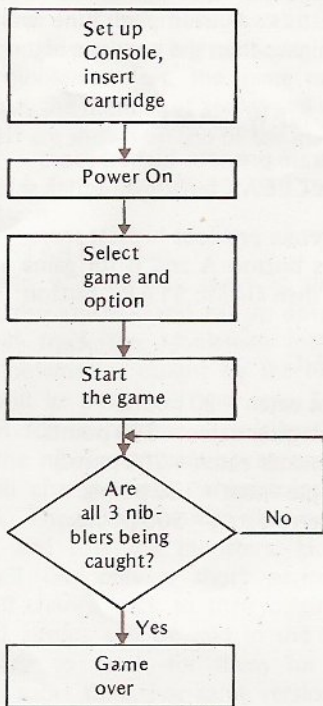 Set up
Console,
insert
cartridge
Power On
Select
game and
option
Start
the game
Are
all 3 nib-
blers being
caught?
No
Yes
Game
over